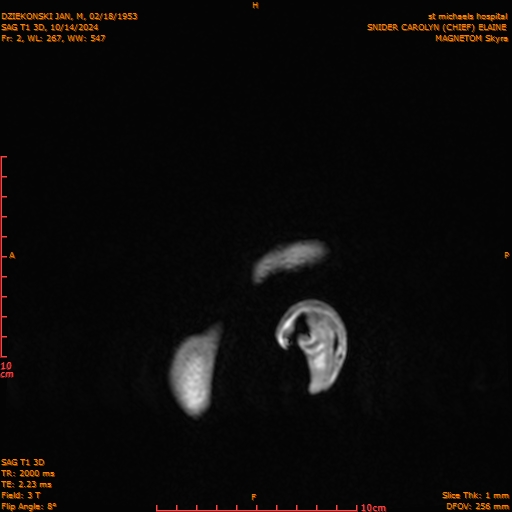 H
DZIEKONSKI JAN, M, 02/18/1953
SAG T1 3D, 10/14/2024
Fr: 2, WL: 267, WW: 547
st michaels hospital
SNIDER CAROLYN (CHIEF) ELAINE
MAGNETOM Skyra
A
P
10
cm
SAG T1 3D
TR: 2000 ms
TE: 2.23 ms
Field: 3 T
Flip Angle: 8°
F
10cm
Slice Thk: 1 mm
DFOV: 256 mm